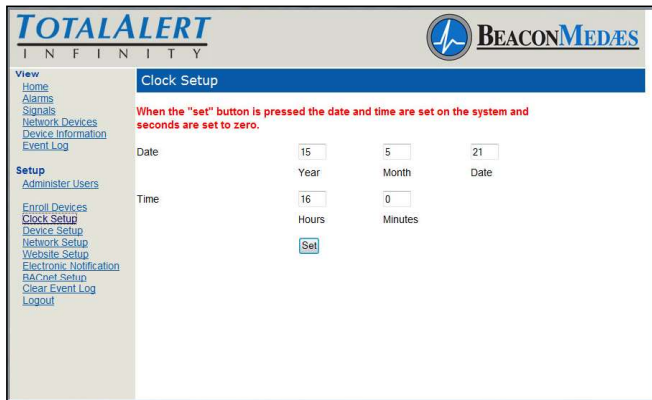 TOTALALERT
INFINITY
BEACONMEDÆS
View
Home
Alarms
Signals
Network Devices
Device Information
Event Log
Setup
Administer Users
Enroll Devices
Clock Setup
Device Setup
Network Setup
Website Setup
Electronic Notification
BACnet Setup
Clear Event Log
Logout
Clock Setup
When the "set" button is pressed the date and time are set on the system and
seconds are set to zero.
Date 15 5 21
Year Month Date
Time 16 0
Hours Minutes
Set